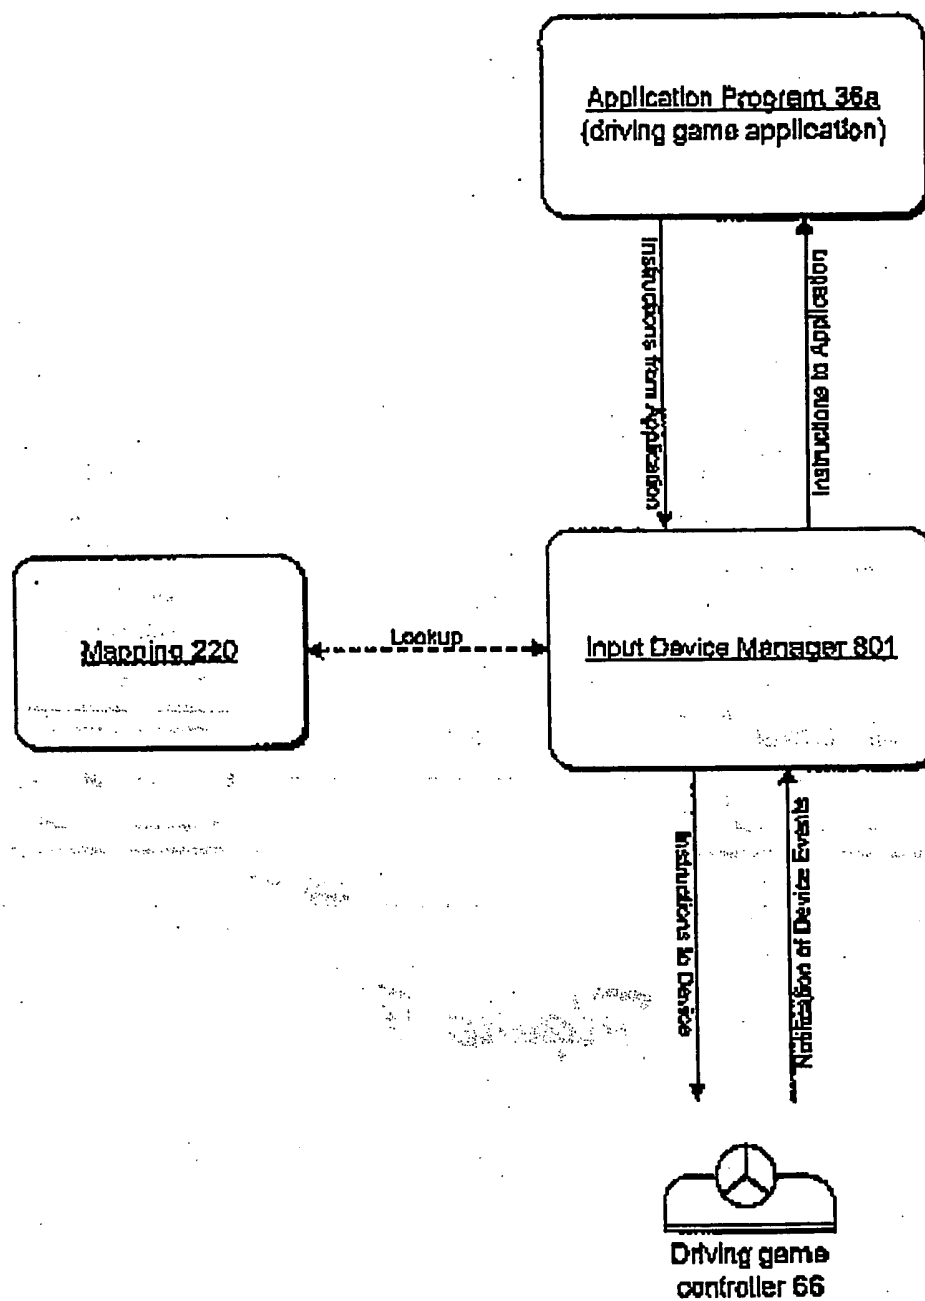 Application Program 36a
(driving game application)
Instructions from Application
Instructions to Application
Mapping 220
Lookup
Input Device Manager 801
Instructions to Device
Notification of Device Events
Driving game
controller 66